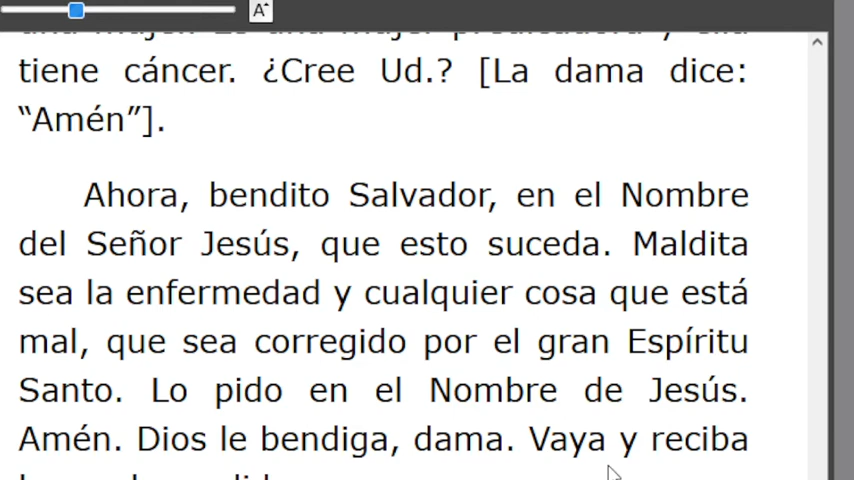 A
tiene cáncer. ¿Cree Ud.? [La dama dice:
“Amén”].
Ahora, bendito Salvador, en el Nombre
del Señor Jesús, que esto suceda. Maldita
sea la enfermedad y cualquier cosa que está
mal, que sea corregido por el gran Espíritu
Santo. Lo pido en el Nombre de Jesús.
Amén. Dios le bendiga, dama. Vaya y reciba